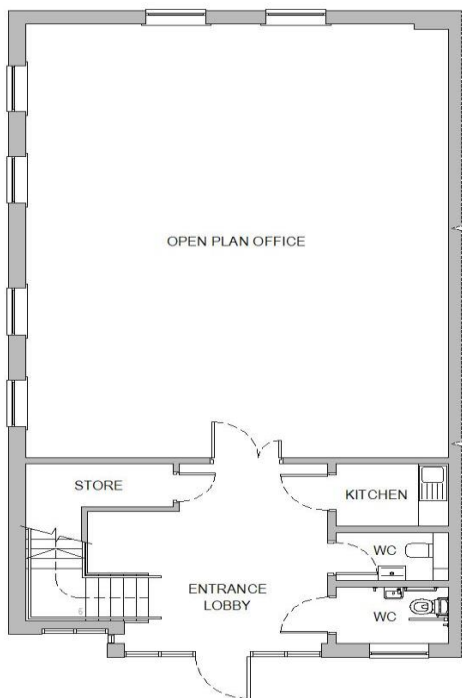 OPEN PLAN OFFICE
STORE
KITCHEN
WC
ENTRANCE
LOBBY
WC